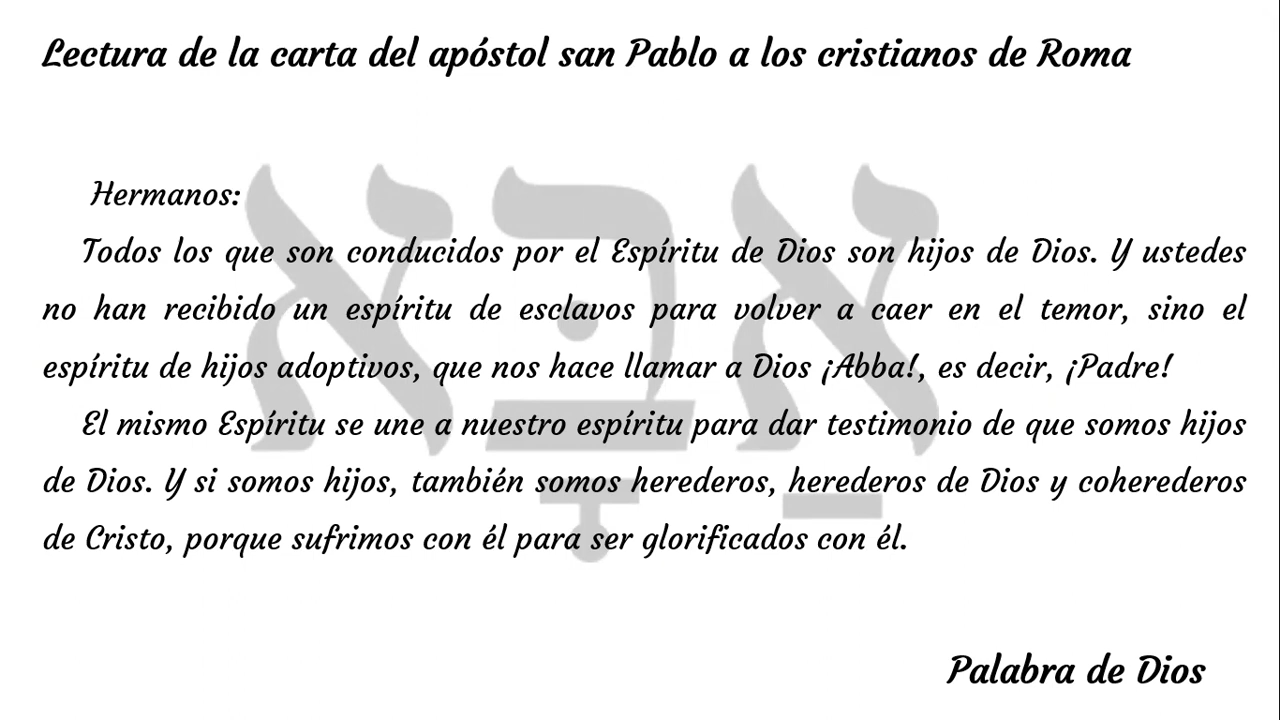 Lectura de la carta del apóstol san Pablo a los cristianos de Roma
אַבָּא
Hermanos:
Todos los que son conducidos por el Espíritu de Dios son hijos de Dios. Y ustedes
no han recibido un espíritu de esclavos para volver a caer en el temor, sino el
espíritu de hijos adoptivos, que nos hace llamar a Dios ¡Abba!, es decir, ¡Padre!
El mismo Espíritu se une a nuestro espíritu para dar testimonio de que somos hijos
de Dios. Y si somos hijos, también somos herederos, herederos de Dios y coherederos
de Cristo, porque sufrimos con él para ser glorificados con él.
Palabra de Dios